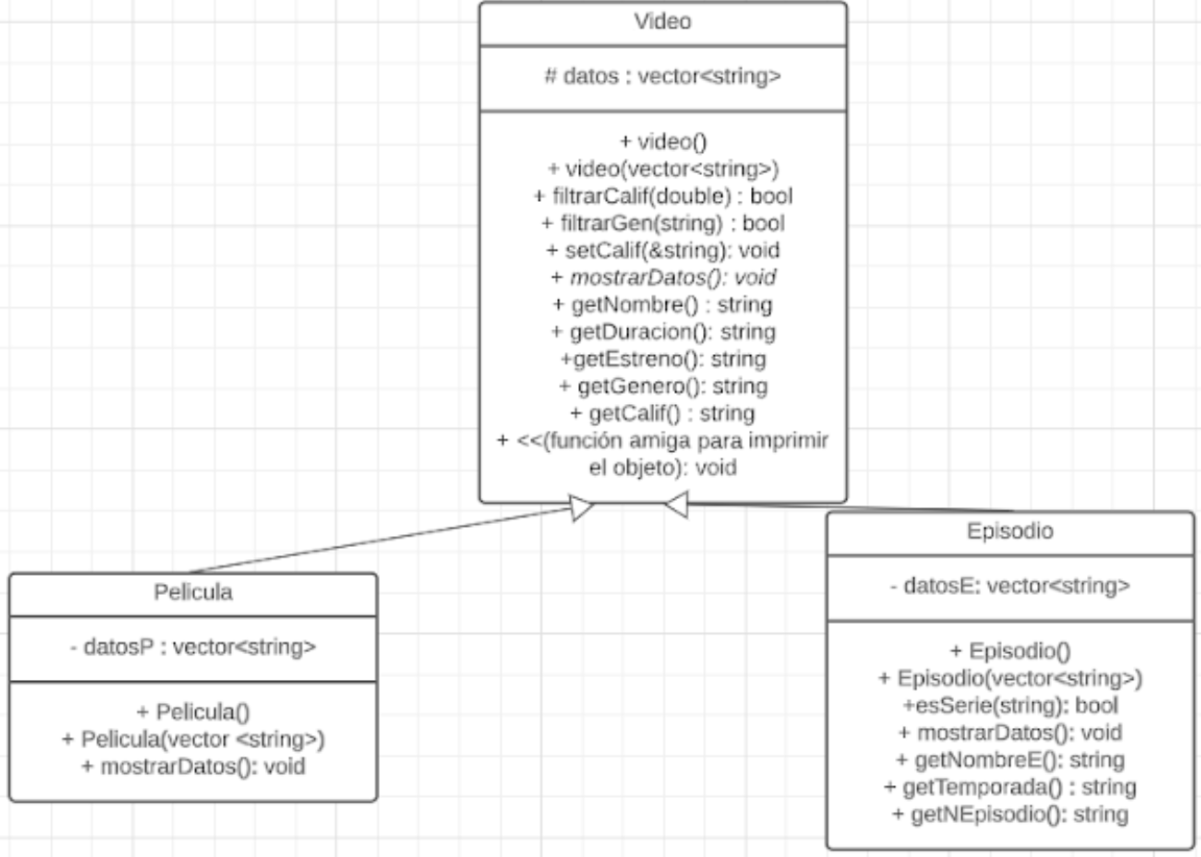 Video
# datos : vector<string>
+ video()
+ video(vector<string>)
+ filtrarCalif(double) : bool
+ filtrarGen(string) : bool
+ setCalif(&string): void
+ mostrarDatos(): void
+ getNombre() : string
+ getDuracion(): string
+getEstreno(): string
+ getGenero(): string
+ getCalif() : string
+ <<(función amiga para imprimir
el objeto): void
Pelicula
- datosP : vector<string>
+ Pelicula()
+ Pelicula(vector <string>)
+ mostrarDatos(): void
Episodio
- datosE: vector<string>
+ Episodio()
+ Episodio(vector<string>)
+esSerie(string): bool
+ mostrarDatos(): void
+ getNombreE(): string
+ getTemporada() : string
+ getNEpisodio(): string